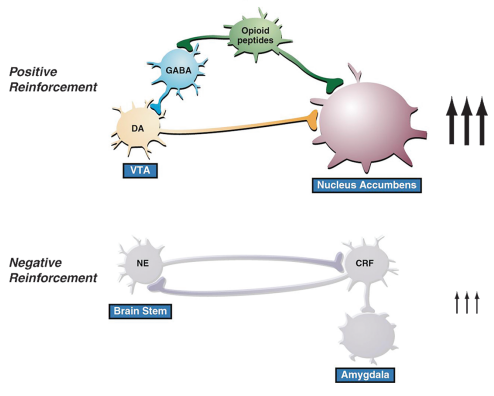 Opioid
peptides
Positive
Reinforcement
GABA
DA
VTA
Nucleus Accumbens
Negative
Reinforcement
NE
CRF
Brain Stem
Amygdala